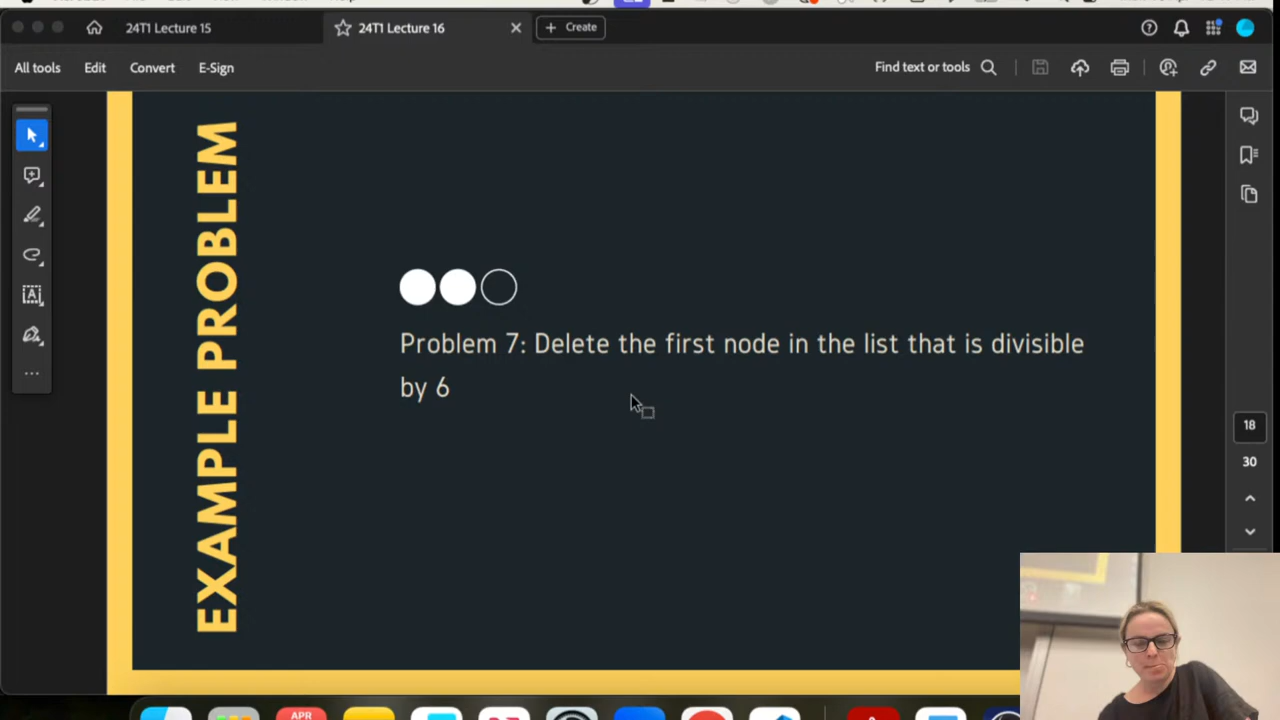 24T1 Lecture 15
24T1 Lecture 16
Create
All tools
Edit
Convert
E-Sign
Find text or tools
EXAMPLE PROBLEM
Problem 7: Delete the first node in the list that is divisible
by 6
18
30
APR